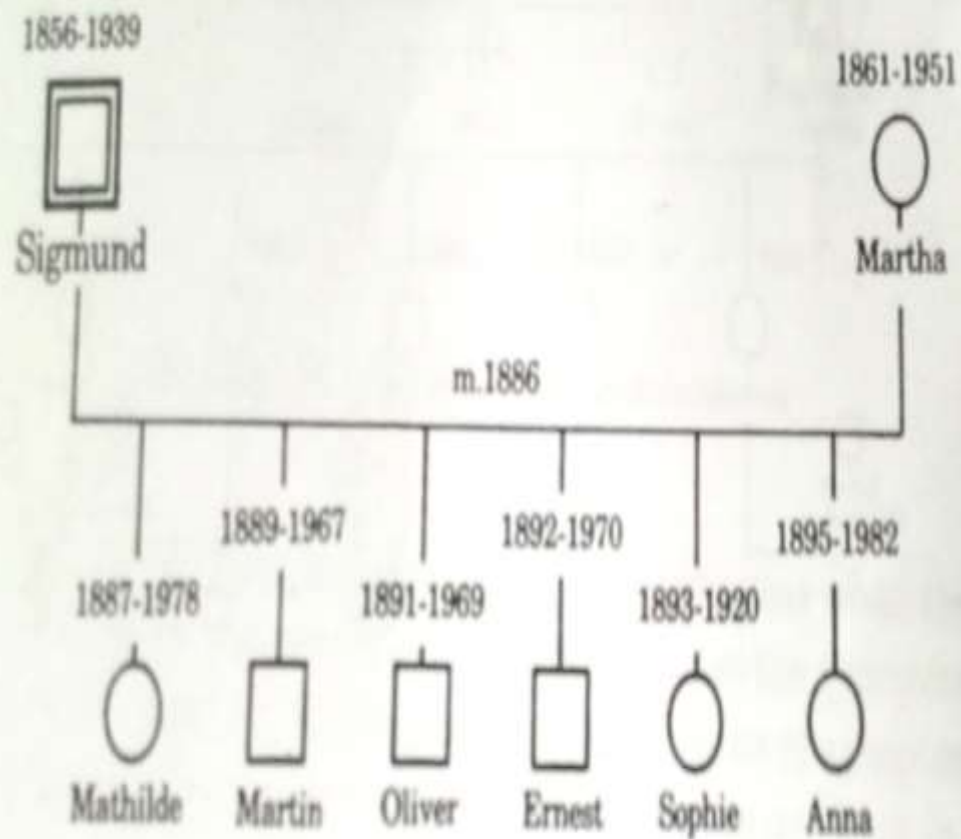 1856-1939
1861-1951
Sigmund
Martha
m.1886
1889-1967
1892-1970
1895-1982
1887-1978
1891-1969
1893-1920
Mathilde
Martin
Oliver
Ernest
Sophie
Anna